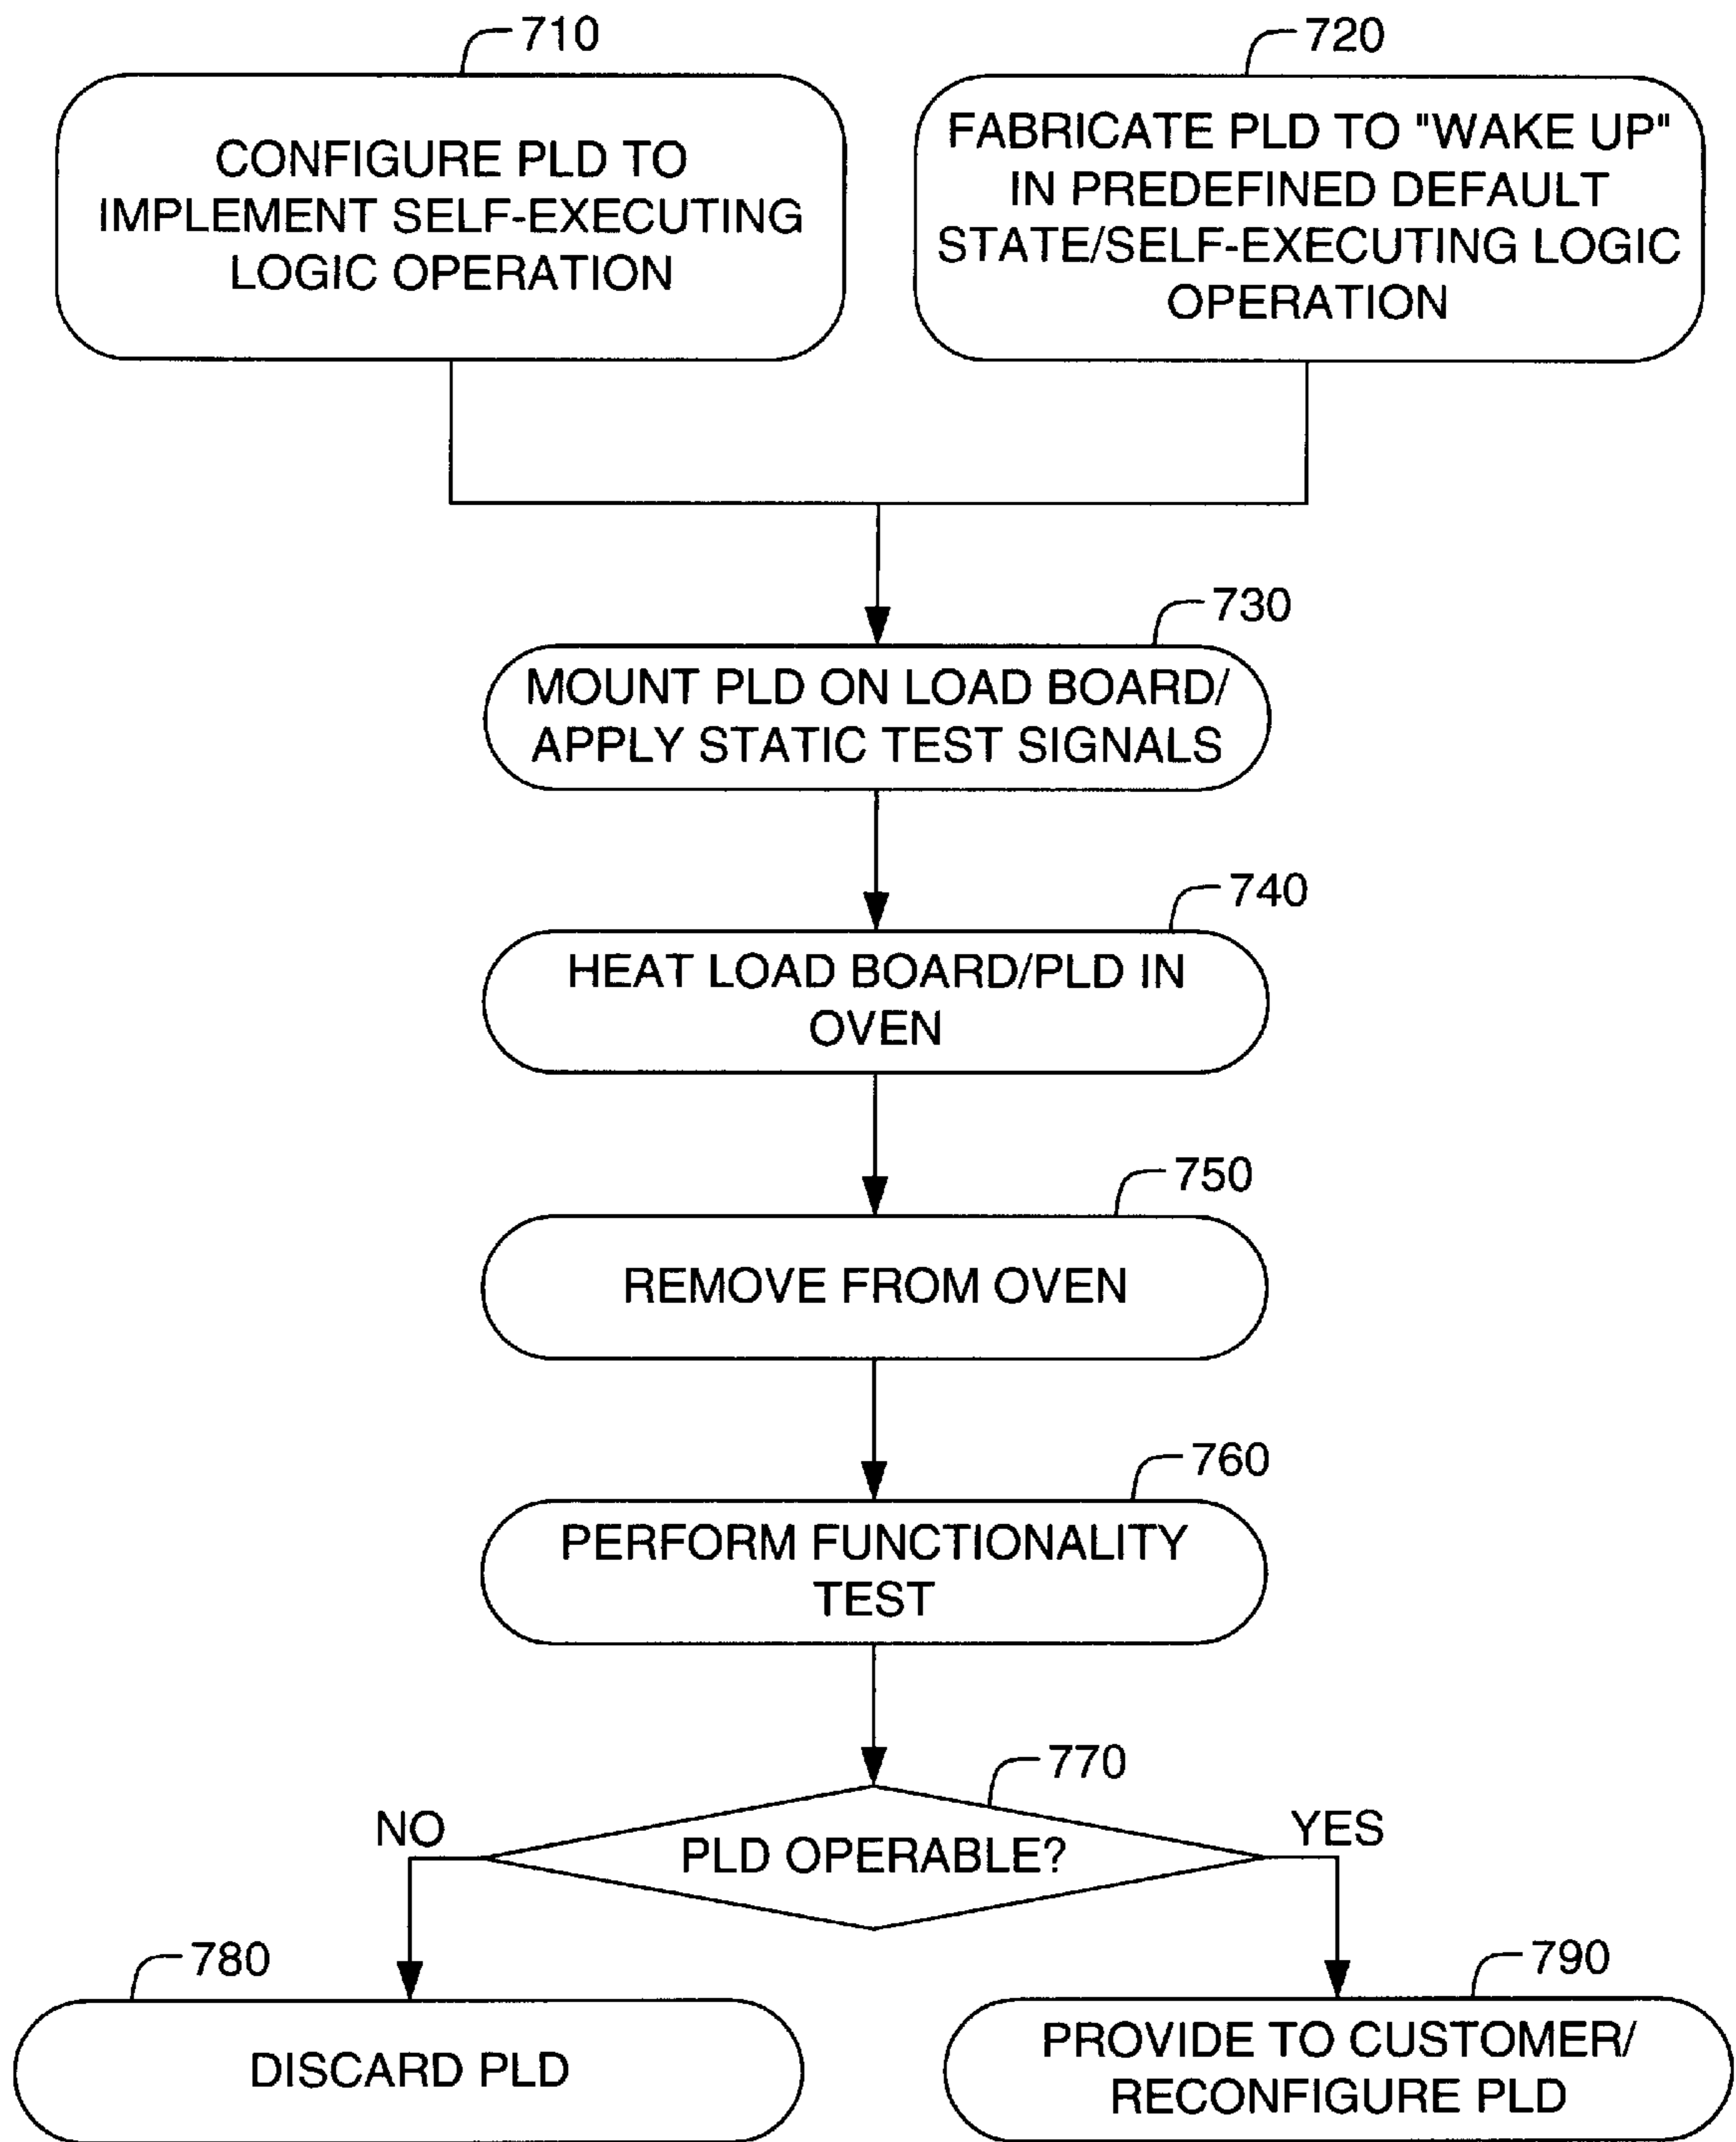 710
CONFIGURE PLD TO
IMPLEMENT SELF-EXECUTING
LOGIC OPERATION
720
FABRICATE PLD TO "WAKE UP"
IN PREDEFINED DEFAULT
STATE/SELF-EXECUTING LOGIC
OPERATION
730
MOUNT PLD ON LOAD BOARD/
APPLY STATIC TEST SIGNALS
740
HEAT LOAD BOARD/PLD IN
OVEN
750
REMOVE FROM OVEN
760
PERFORM FUNCTIONALITY
TEST
770
PLD OPERABLE?
NO
YES
780
DISCARD PLD
790
PROVIDE TO CUSTOMER/
RECONFIGURE PLD